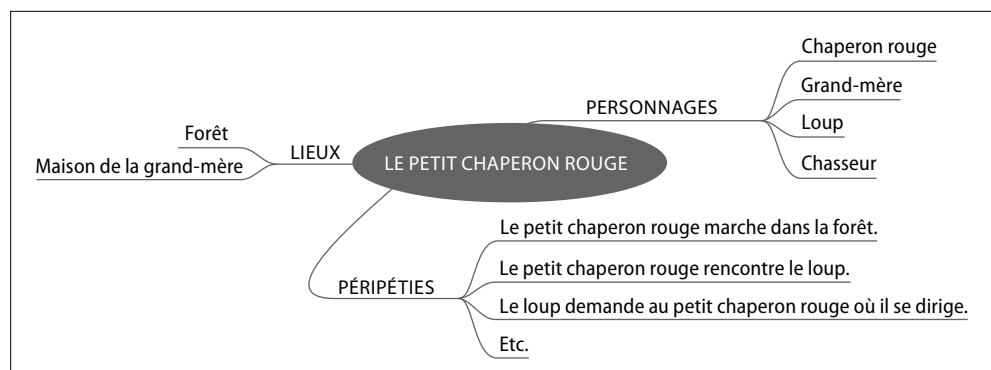 LE PETIT CHAPERON ROUGE
PERSONNAGES
Chaperon rouge
Grand-mère
Loup
Chasseur
LIEUX
Forêt
Maison de la grand-mère
PÉRIPÉTIES
Le petit chaperon rouge marche dans la forêt.
Le petit chaperon rouge rencontre le loup.
Le loup demande au petit chaperon rouge où il se dirige.
Etc.